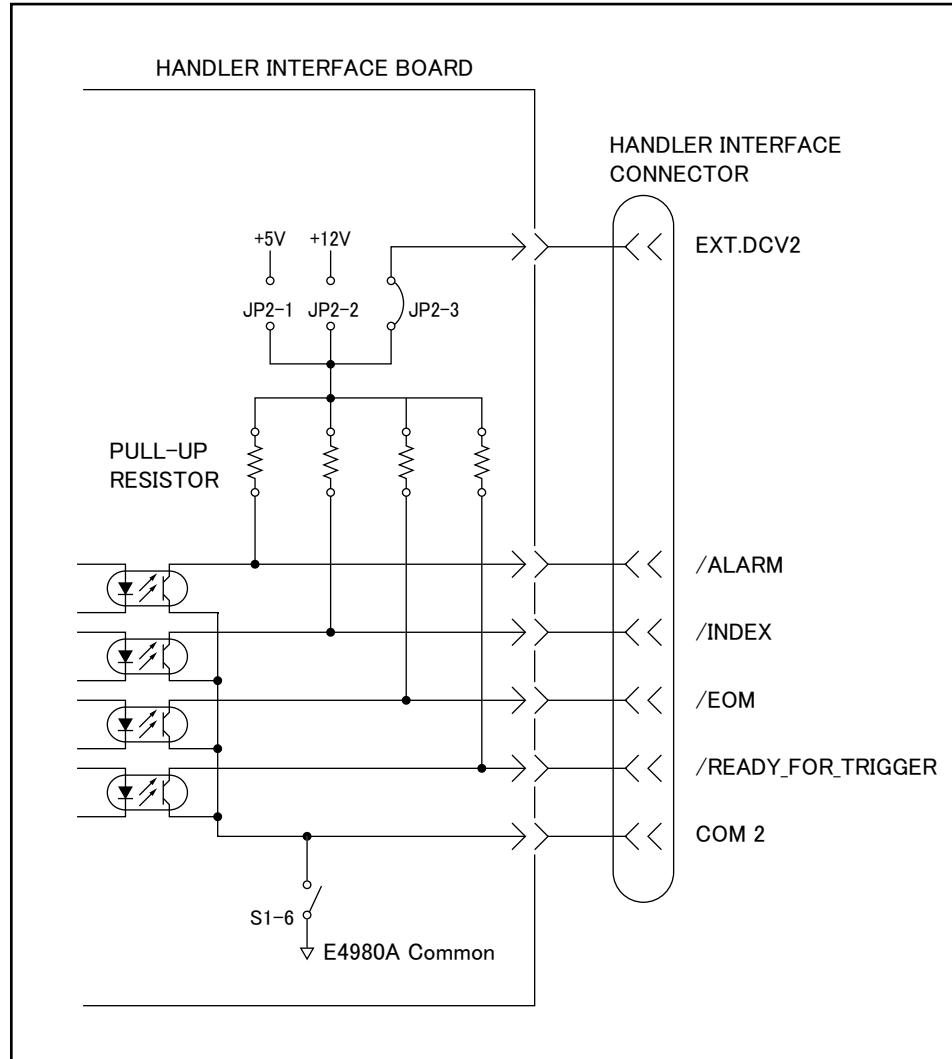 HANDLER INTERFACE BOARD
HANDLER INTERFACE
CONNECTOR
+5V
+12V
EXT.DCV2
JP2-1
JP2-2
JP2-3
PULL-UP
RESISTOR
/ALARM
/INDEX
/EOM
/READY_FOR_TRIGGER
COM 2
S1-6
E4980A Common